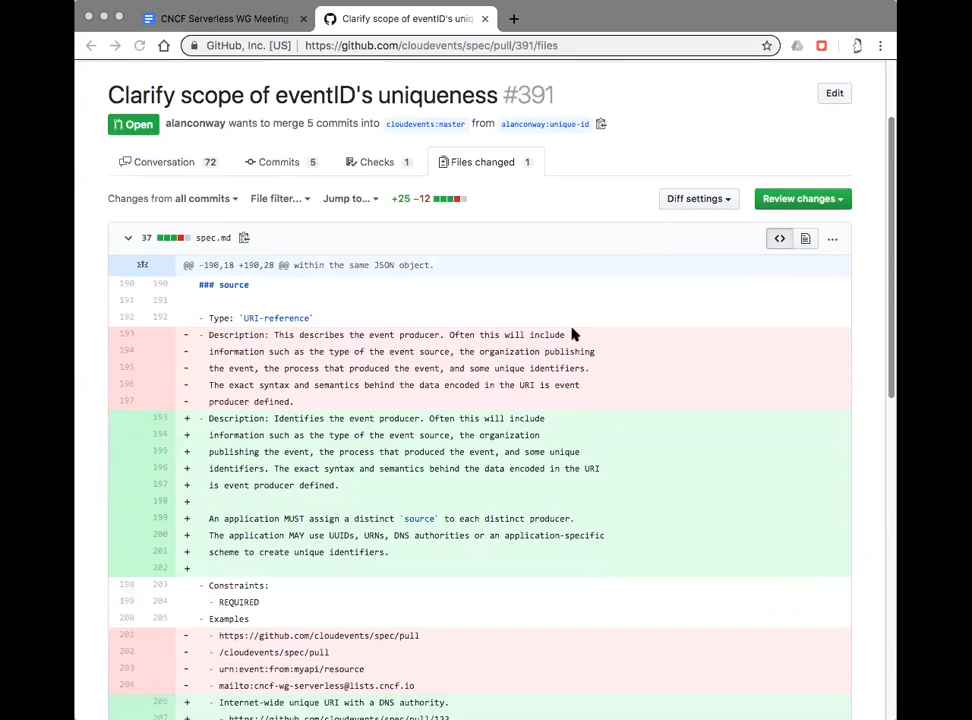 CNCF Serverless WG Meeting
Clarify scope of eventID's uniq
GitHub, Inc. [US] | https://github.com/cloudevents/spec/pull/391/files
Clarify scope of eventID's uniqueness #391
Edit
Open alanconway wants to merge 5 commits into cloudevents:master from alanconway:unique-id
Conversation 72 Commits 5 Checks 1 Files changed 1
Changes from all commits File filter... Jump to... +25 −12 Diff settings Review changes
37 spec.md
@@ -190,18 +190,28 @@ within the same JSON object.
190 190 ### source
191 191
192 192 - Type: `URI-reference`
193 - - Description: This describes the event producer. Often this will include
194 - information such as the type of the event source, the organization publishing
195 - the event, the process that produced the event, and some unique identifiers.
196 - The exact syntax and semantics behind the data encoded in the URI is event
197 - producer defined.
193 + - Description: Identifies the event producer. Often this will include
194 + information such as the type of the event source, the organization
195 + publishing the event, the process that produced the event, and some unique
196 + identifiers. The exact syntax and semantics behind the data encoded in the URI
197 + is event producer defined.
198 +
199 + An application MUST assign a distinct `source` to each distinct producer.
200 + The application MAY use UUIDs, URNs, DNS authorities or an application-specific
201 + scheme to create unique identifiers.
202 +
198 203 - Constraints:
199 204 - REQUIRED
200 205 - Examples
201 - - https://github.com/cloudevents/spec/pull
202 - - /cloudevents/spec/pull
203 - - urn:event:from:myapi/resource
204 - - mailto:cncf-wg-serverless@lists.cncf.io
206 + - Internet-wide unique URI with a DNS authority.
207 + - https://github.com/cloudevents/spec/pull/123